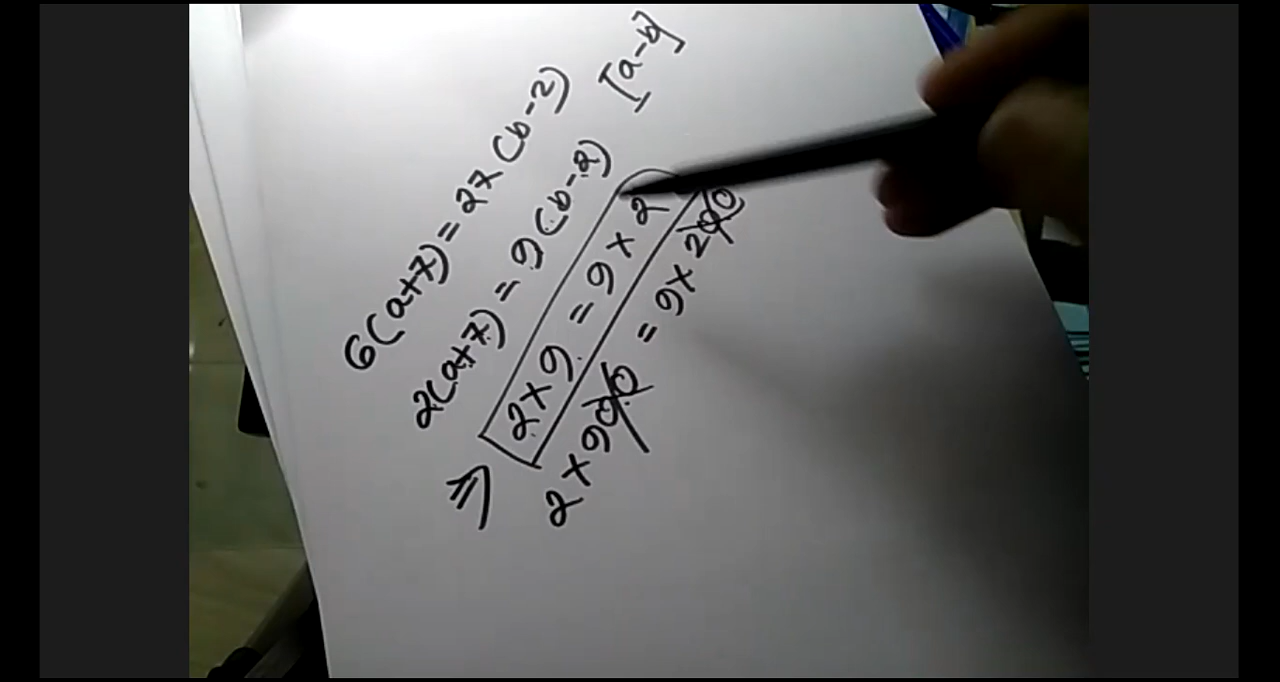 6(a+7) = 27(b-2) [a-b]
2(a+7) = 9(b-2)
⇒ 2×9 = 9×2
2×900 = 9×200